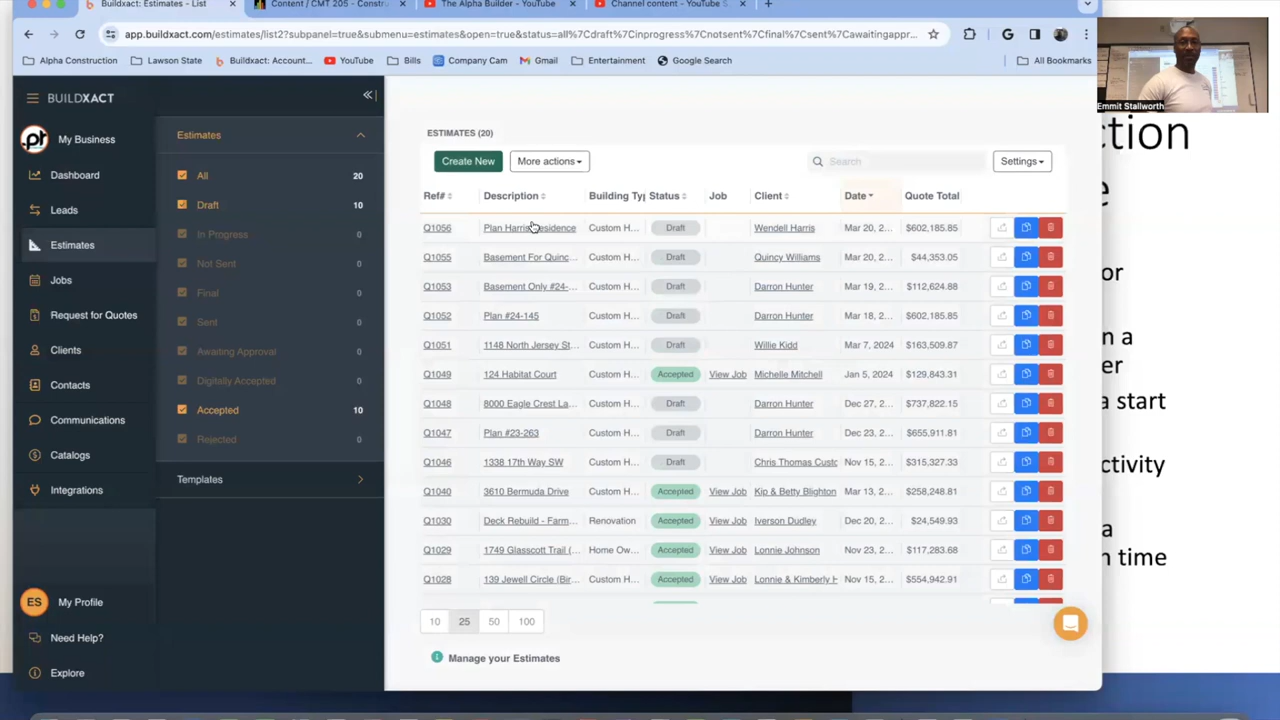 Buildxact: Estimates - List
Content / CMT 205 - Constru
The Alpha Builder - YouTube
Channel content - YouTube S
app.buildxact.com/estimates/list2?subpanel=true&submenu=estimates&open=true&status=all%7Cdraft%7Cinprogress%7Cnotsent%7Cfinal%7Csent%7Cawaitingappr...
Alpha Construction
Lawson State
Buildxact: Account...
YouTube
Bills
Company Cam
Gmail
Entertainment
Google Search
All Bookmarks
Emmit Stallworth
BUILDXACT
My Business
Dashboard
Leads
Estimates
Jobs
Request for Quotes
Clients
Contacts
Communications
Catalogs
Integrations
ES My Profile
Need Help?
Explore
Estimates
All 20
Draft 10
In Progress 0
Not Sent 0
Final 0
Sent 0
Awaiting Approval 0
Digitally Accepted 0
Accepted 10
Rejected 0
Templates
ESTIMATES (20)
Create New More actions Search Settings
Ref# Description Building Ty Status Job Client Date Quote Total
Q1056 Plan Harris Residence Custom H... Draft Wendell Harris Mar 20, 2... $602,185.85
Q1055 Basement For Quinc... Custom H... Draft Quincy Williams Mar 20, 2... $44,353.05
Q1053 Basement Only #24-... Custom H... Draft Darron Hunter Mar 19, 2... $112,624.88
Q1052 Plan #24-145 Custom H... Draft Darron Hunter Mar 18, 2... $602,185.85
Q1051 1148 North Jersey St... Custom H... Draft Willie Kidd Mar 7, 2024 $163,509.87
Q1049 124 Habitat Court Custom H... Accepted View Job Michelle Mitchell Jan 5, 2024 $129,843.31
Q1048 8000 Eagle Crest La... Custom H... Draft Darron Hunter Dec 27, 2... $737,822.15
Q1047 Plan #23-263 Custom H... Draft Darron Hunter Dec 23, 2... $655,911.81
Q1046 1338 17th Way SW Custom H... Draft Chris Thomas Custo Nov 15, 2... $315,327.33
Q1040 3610 Bermuda Drive Custom H... Accepted View Job Kip & Betty Blighton Mar 13, 2... $258,248.81
Q1030 Deck Rebuild - Farm... Renovation Accepted View Job Iverson Dudley Dec 20, 2... $24,549.93
Q1029 1749 Glasscott Trail (... Home Ow... Accepted View Job Lonnie Johnson Nov 23, 2... $117,283.68
Q1028 139 Jewell Circle (Bir... Custom H... Accepted View Job Lonnie & Kimberly H Nov 15, 2... $554,942.91
10 25 50 100
Manage your Estimates
ction
e
or
n a
er
a start
ctivity
a
n time